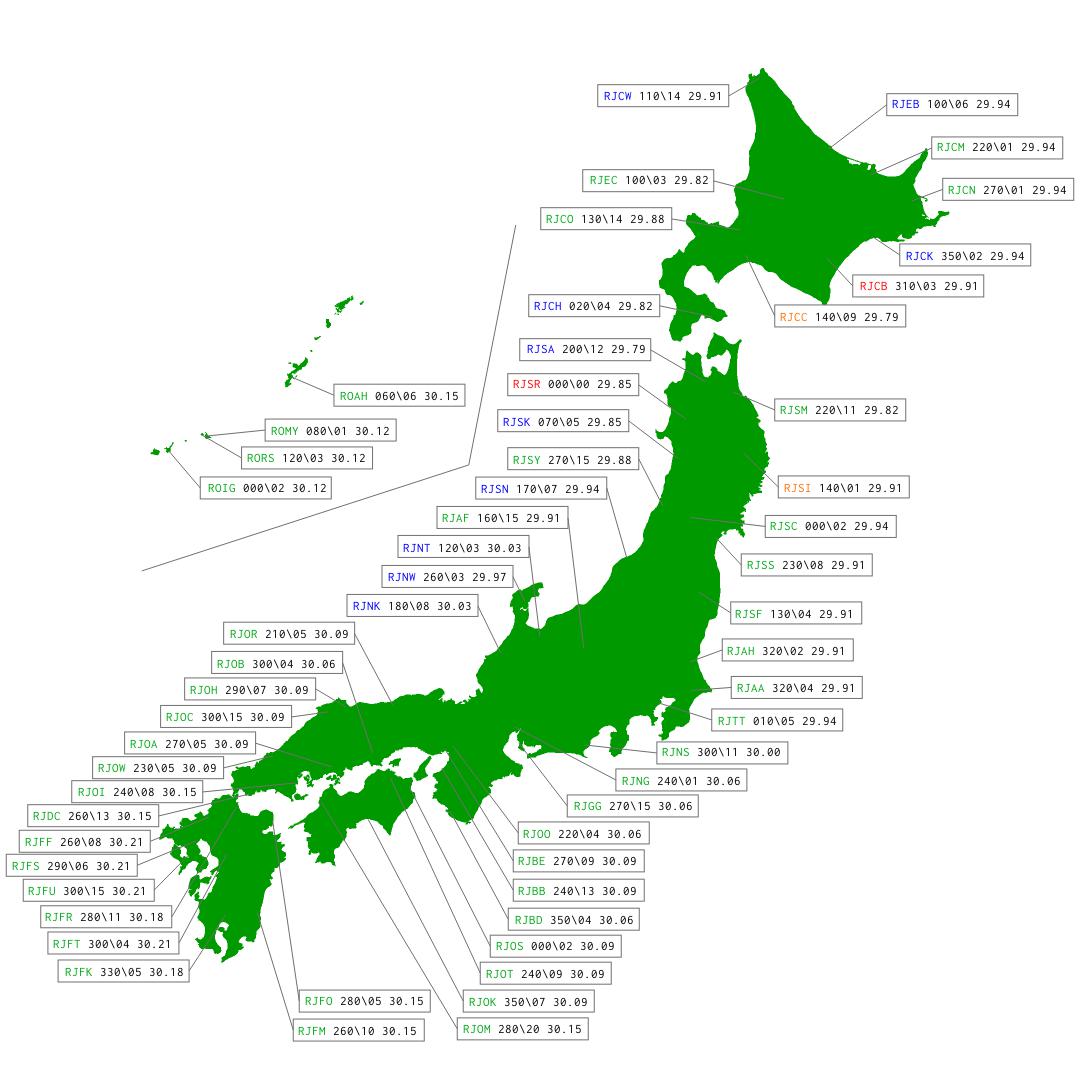 RJCW 110\14 29.91
RJEB 100\06 29.94
RJCM 220\01 29.94
RJEC 100\03 29.82
RJCN 270\01 29.94
RJCO 130\14 29.88
RJCK 350\02 29.94
RJCB 310\03 29.91
RJCH 020\04 29.82
RJCC 140\09 29.79
RJSA 200\12 29.79
RJSR 000\00 29.85
ROAH 060\06 30.15
RJSM 220\11 29.82
RJSK 070\05 29.85
ROMY 080\01 30.12
RORS 120\03 30.12
RJSY 270\15 29.88
ROIG 000\02 30.12
RJSN 170\07 29.94
RJSI 140\01 29.91
RJAF 160\15 29.91
RJSC 000\02 29.94
RJNT 120\03 30.03
RJSS 230\08 29.91
RJNW 260\03 29.97
RJNK 180\08 30.03
RJSF 130\04 29.91
RJOR 210\05 30.09
RJAH 320\02 29.91
RJOB 300\04 30.06
RJAA 320\04 29.91
RJOH 290\07 30.09
RJOC 300\15 30.09
RJTT 010\05 29.94
RJOA 270\05 30.09
RJNS 300\11 30.00
RJOW 230\05 30.09
RJNG 240\01 30.06
RJOI 240\08 30.15
RJGG 270\15 30.06
RJDC 260\13 30.15
RJOO 220\04 30.06
RJFF 260\08 30.21
RJBE 270\09 30.09
RJFS 290\06 30.21
RJFU 300\15 30.21
RJBB 240\13 30.09
RJFR 280\11 30.18
RJBD 350\04 30.06
RJFT 300\04 30.21
RJOS 000\02 30.09
RJFK 330\05 30.18
RJOT 240\09 30.09
RJFO 280\05 30.15
RJOK 350\07 30.09
RJFM 260\10 30.15
RJOM 280\20 30.15